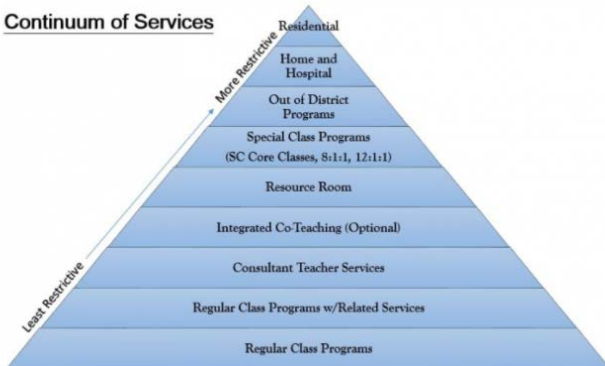 Continuum of Services
More Restrictive
Least Restrictive
Residential
Home and
Hospital
Out of District
Programs
Special Class Programs
(SC Core Classes, 8:1:1, 12:1:1)
Resource Room
Integrated Co-Teaching (Optional)
Consultant Teacher Services
Regular Class Programs w/Related Services
Regular Class Programs